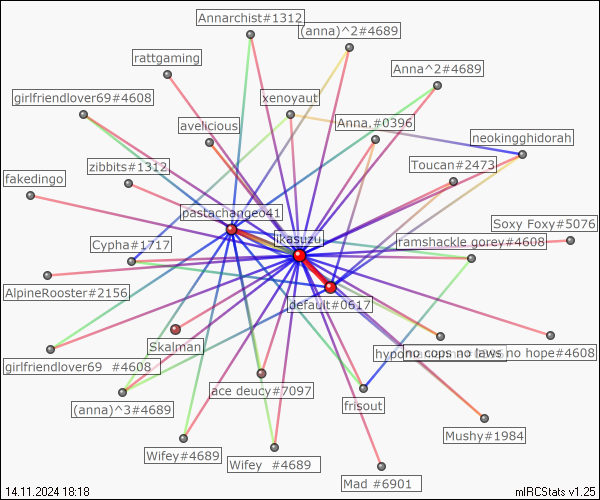 Annarchist#1312
(anna)^2#4689
rattgaming
Anna^2#4689
girlfriendlover69#4608
xenoyaut
avelicious
Anna.#0396
neokingghidorah
zibbits#1312
Toucan#2473
fakedingo
pastachangeo41
Soxy Foxy#5076
ikasuzu
Cypha#1717
ramshackle gorey#4608
AlpineRooster#2156
default#0617
Skalman
no cops no laws no hope#4608
girlfriendlover69 #4608
ace deucy#7097
(anna)^3#4689
frisout
Mushy#1984
Wifey#4689
Wifey #4689
Mad #6901
14.11.2024 18:18
mIRCStats v1.25